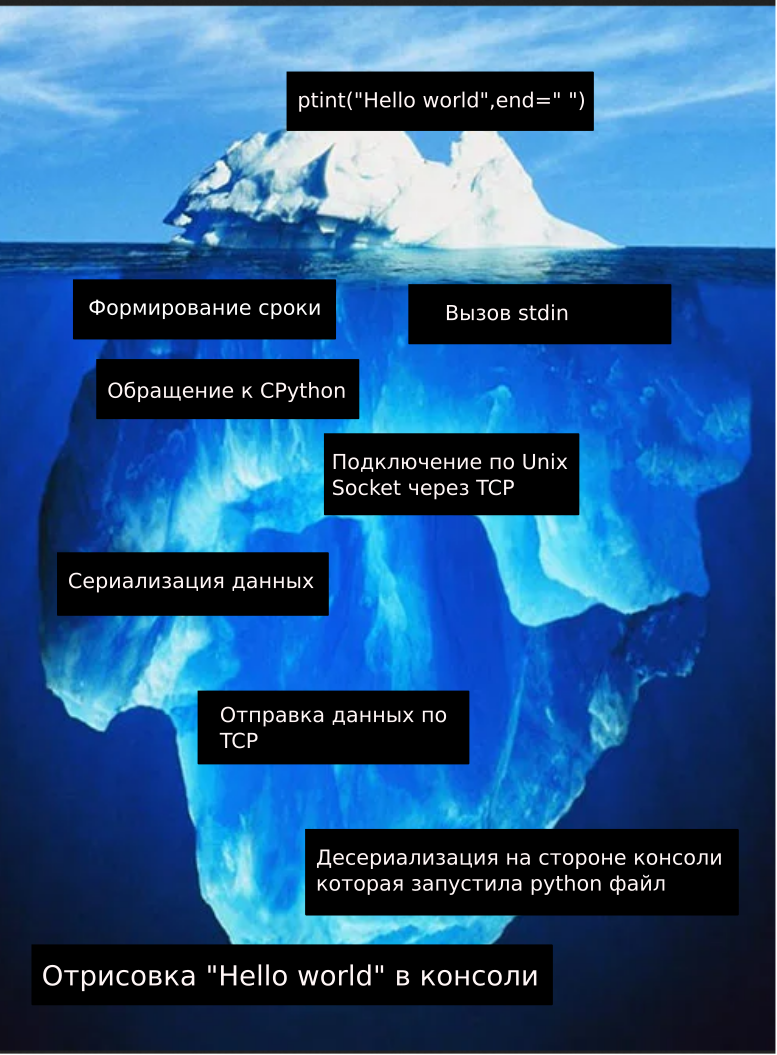 ptint("Hello world",end=" ")
Формирование сроки
Вызов stdin
Обращение к CPython
Подключение по Unix
Socket через TCP
Сериализация данных
Отправка данных по
TCP
Десериализация на стороне консоли
которая запустила python файл
Отрисовка "Hello world" в консоли